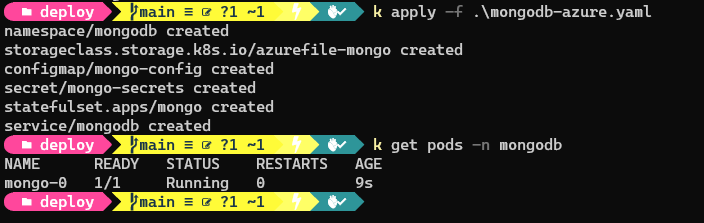 deploy main ≡ ?1 ~1 k apply -f .\mongodb-azure.yaml
namespace/mongodb created
storageclass.storage.k8s.io/azurefile-mongo created
configmap/mongo-config created
secret/mongo-secrets created
statefulset.apps/mongo created
service/mongodb created
deploy main ≡ ?1 ~1 k get pods -n mongodb
NAME READY STATUS RESTARTS AGE
mongo-0 1/1 Running 0 9s
deploy main ≡ ?1 ~1